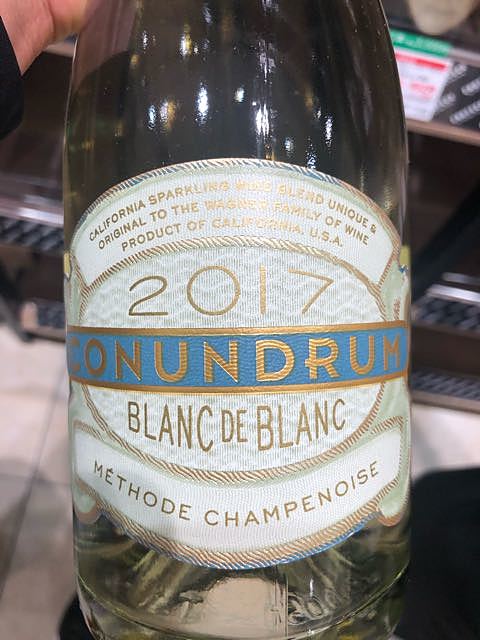 CALIFORNIA SPARKLING WINE BLEND UNIQUE &
ORIGINAL TO THE WAGNER FAMILY OF WINE
PRODUCT OF CALIFORNIA, U.S.A.
2017
CONUNDRUM
BLANC DE BLANC
MÉTHODE CHAMPENOISE